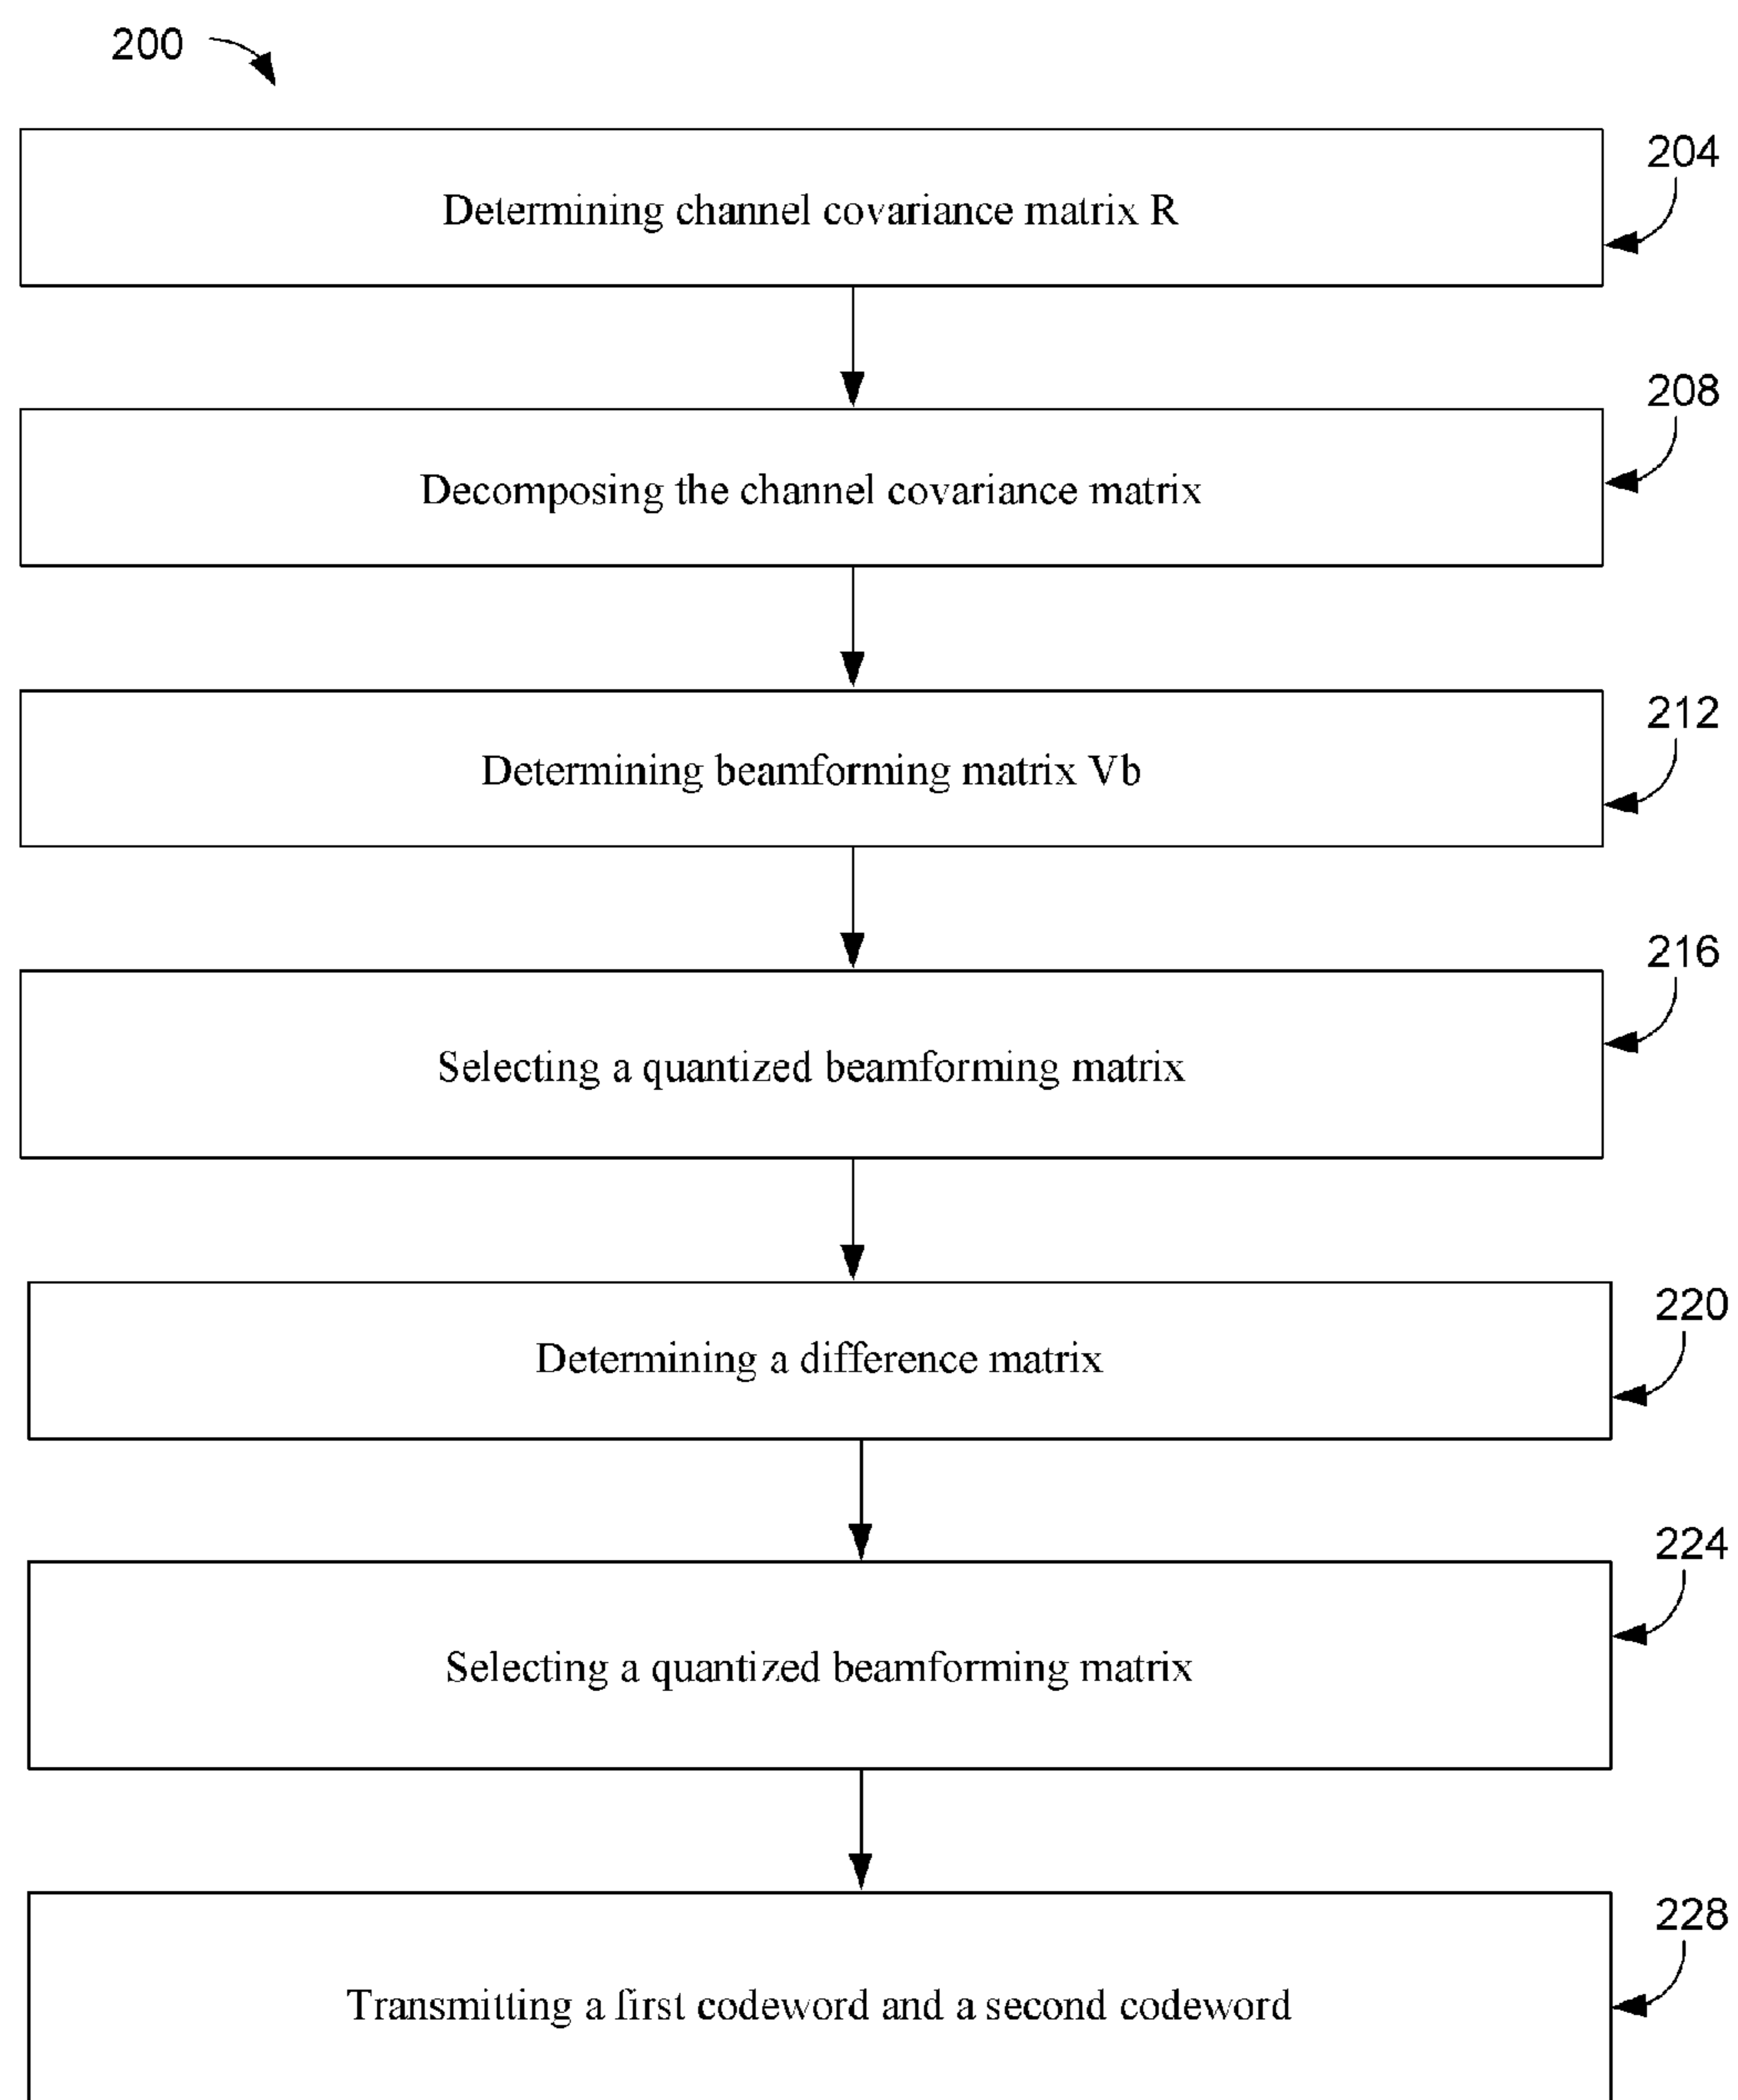 200
204
Determining channel covariance matrix R
208
Decomposing the channel covariance matrix
212
Determining beamforming matrix Vb
216
Selecting a quantized beamforming matrix
220
Determining a difference matrix
224
Selecting a quantized beamforming matrix
228
Transmitting a first codeword and a second codeword